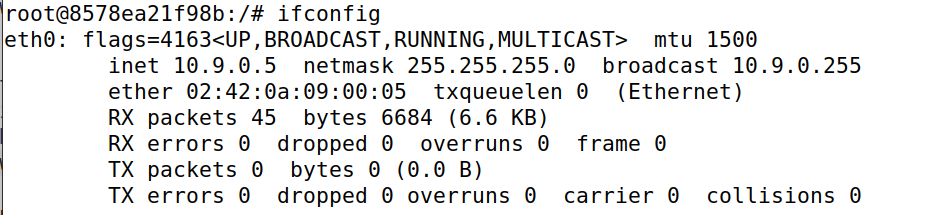 root@8578ea21f98b:/# ifconfig
eth0: flags=4163<UP,BROADCAST,RUNNING,MULTICAST>  mtu 1500
        inet 10.9.0.5  netmask 255.255.255.0  broadcast 10.9.0.255
        ether 02:42:0a:09:00:05  txqueuelen 0  (Ethernet)
        RX packets 45  bytes 6684 (6.6 KB)
        RX errors 0  dropped 0  overruns 0  frame 0
        TX packets 0  bytes 0 (0.0 B)
        TX errors 0  dropped 0 overruns 0  carrier 0  collisions 0